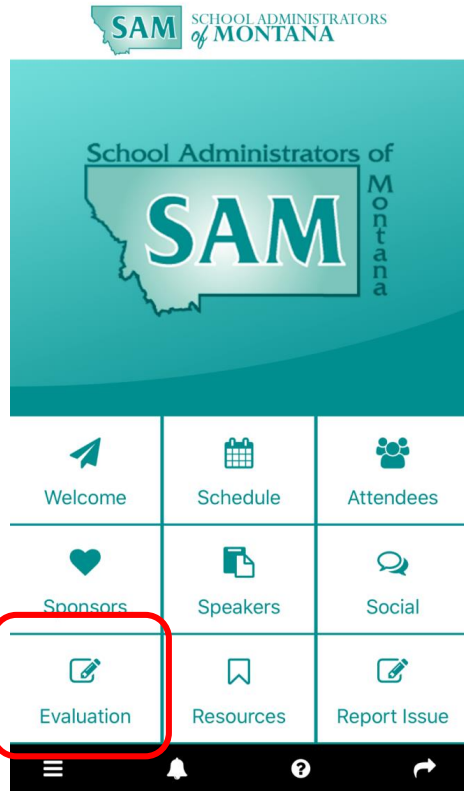 SAM SCHOOL ADMINISTRATORS
of MONTANA
School Administrators of
Montana
SAM
Welcome
Schedule
Attendees
Sponsors
Speakers
Social
Evaluation
Resources
Report Issue